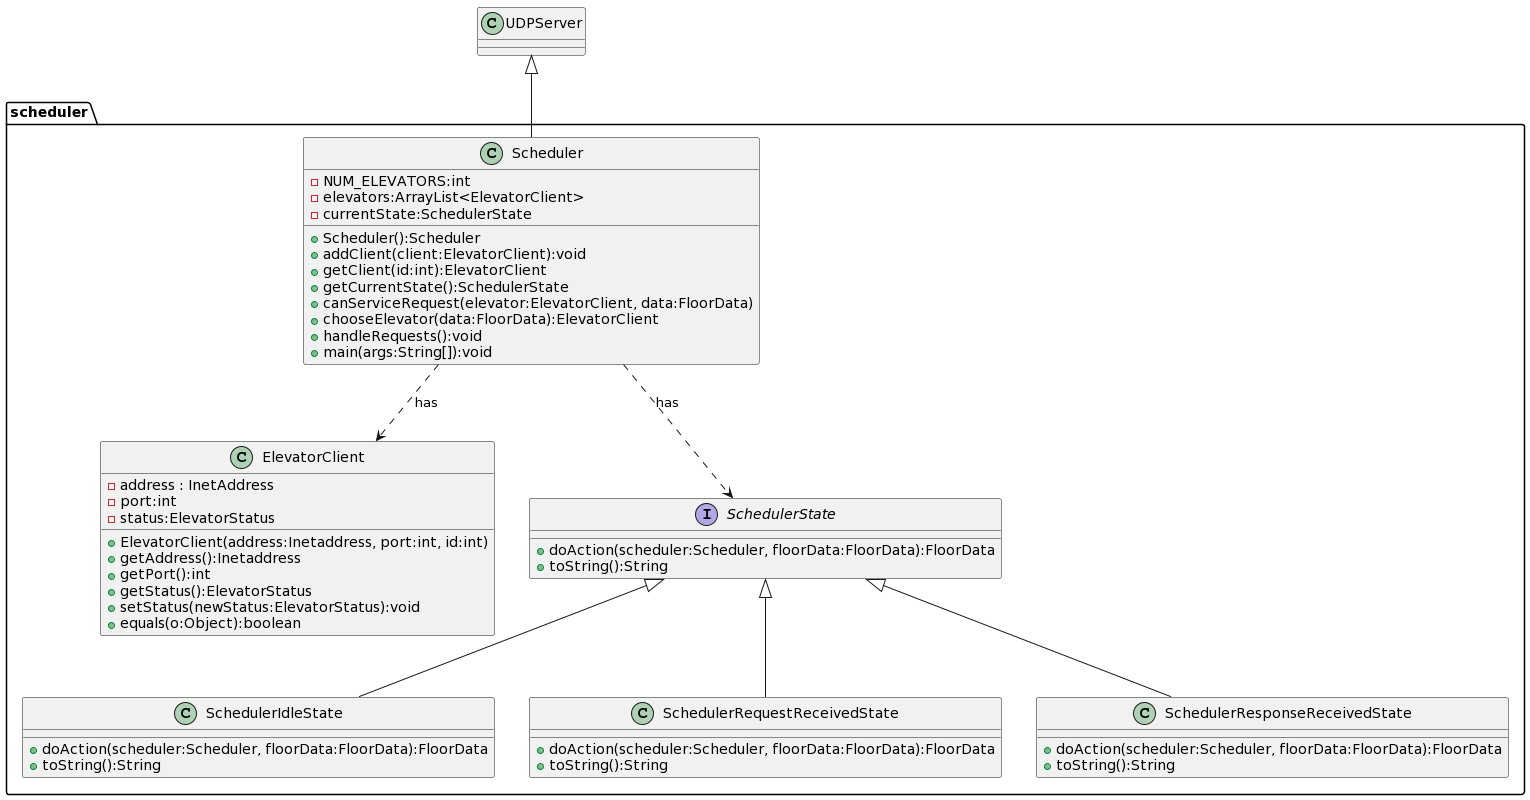 C UDPServer
scheduler
C Scheduler
NUM_ELEVATORS:int
elevators:ArrayList<ElevatorClient>
currentState:SchedulerState
Scheduler():Scheduler
addClient(client:ElevatorClient):void
getClient(id:int):ElevatorClient
getCurrentState():SchedulerState
canServiceRequest(elevator:ElevatorClient, data:FloorData)
chooseElevator(data:FloorData):ElevatorClient
handleRequests():void
main(args:String[]):void
has
has
C ElevatorClient
address : InetAddress
port:int
status:ElevatorStatus
ElevatorClient(address:Inetaddress, port:int, id:int)
getAddress():Inetaddress
getPort():int
getStatus():ElevatorStatus
setStatus(newStatus:ElevatorStatus):void
equals(o:Object):boolean
I SchedulerState
doAction(scheduler:Scheduler, floorData:FloorData):FloorData
toString():String
C SchedulerIdleState
doAction(scheduler:Scheduler, floorData:FloorData):FloorData
toString():String
C SchedulerRequestReceivedState
doAction(scheduler:Scheduler, floorData:FloorData):FloorData
toString():String
C SchedulerResponseReceivedState
doAction(scheduler:Scheduler, floorData:FloorData):FloorData
toString():String